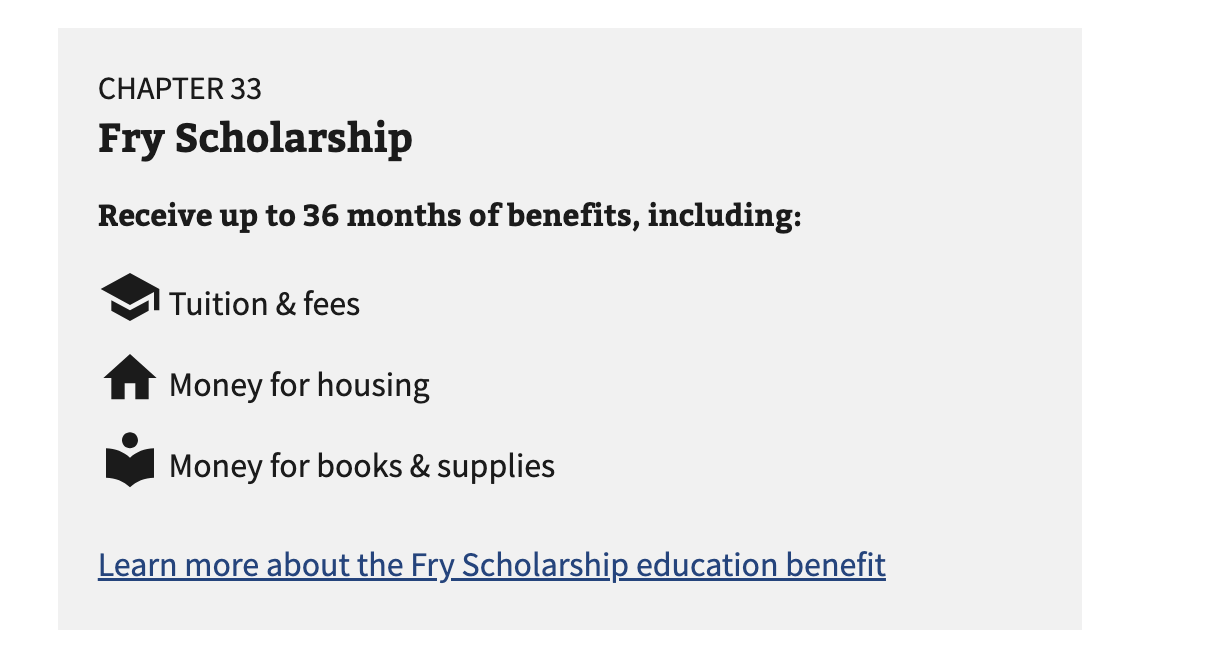 CHAPTER 33
Fry Scholarship
Receive up to 36 months of benefits, including:
Tuition & fees
Money for housing
Money for books & supplies
Learn more about the Fry Scholarship education benefit